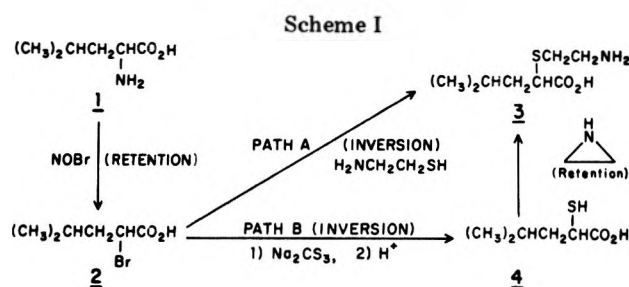 Scheme I
(CH₃)₂CHCH₂CHCO₂H
NH₂
1
NOBr (RETENTION)
(CH₃)₂CHCH₂CHCO₂H
Br
2
PATH A (INVERSION)
H₂NCH₂CH₂SH
PATH B (INVERSION)
1) Na₂CS₃, 2) H⁺
SCH₂CH₂NH₂
(CH₃)₂CHCH₂CHCO₂H
3
H
N
(Retention)
SH
(CH₃)₂CHCH₂CHCO₂H
4